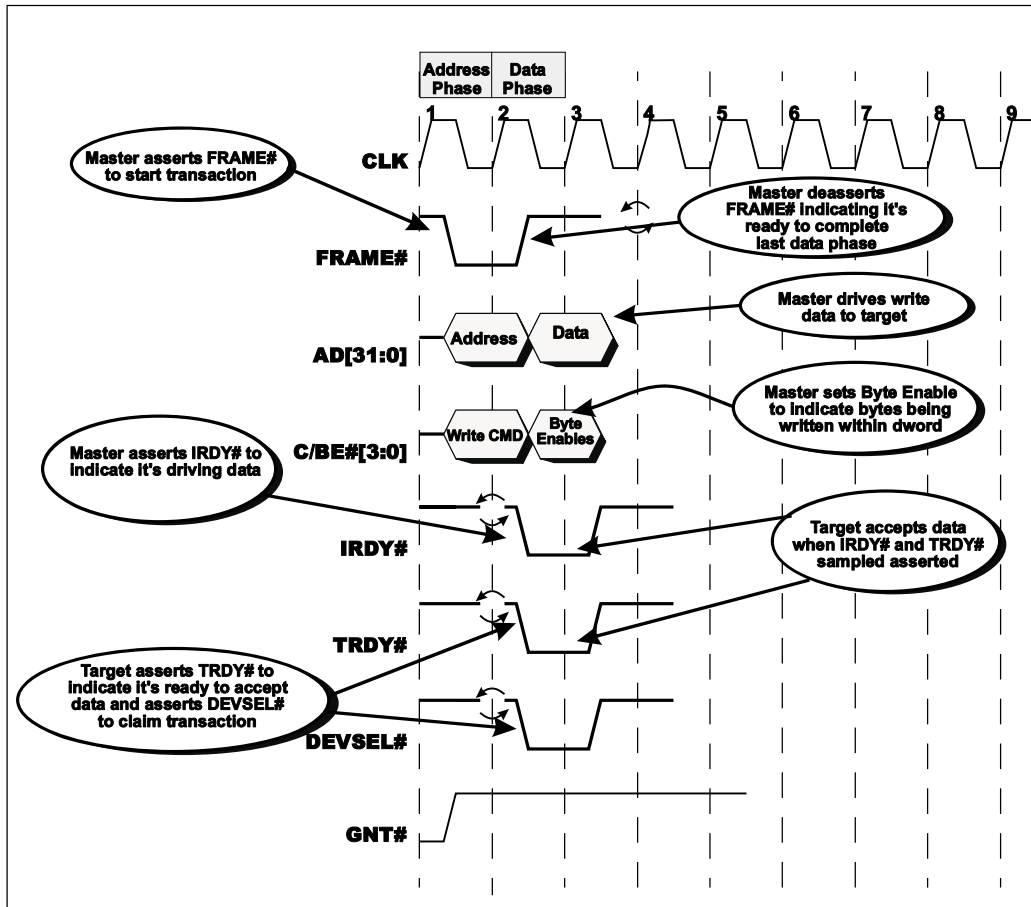 Address
Phase
Data
Phase
1 2 3 4 5 6 7 8 9
CLK
Master asserts FRAME#
to start transaction
Master deasserts
FRAME# indicating it's
ready to complete
last data phase
FRAME#
Master drives write
data to target
Address
Data
AD[31:0]
Master sets Byte Enable
to indicate bytes being
written within dword
Write CMD
Byte
Enables
C/BE#[3:0]
Master asserts IRDY# to
indicate it's driving data
IRDY#
Target accepts data
when IRDY# and TRDY#
sampled asserted
TRDY#
Target asserts TRDY# to
indicate it's ready to accept
data and asserts DEVSEL#
to claim transaction
DEVSEL#
GNT#